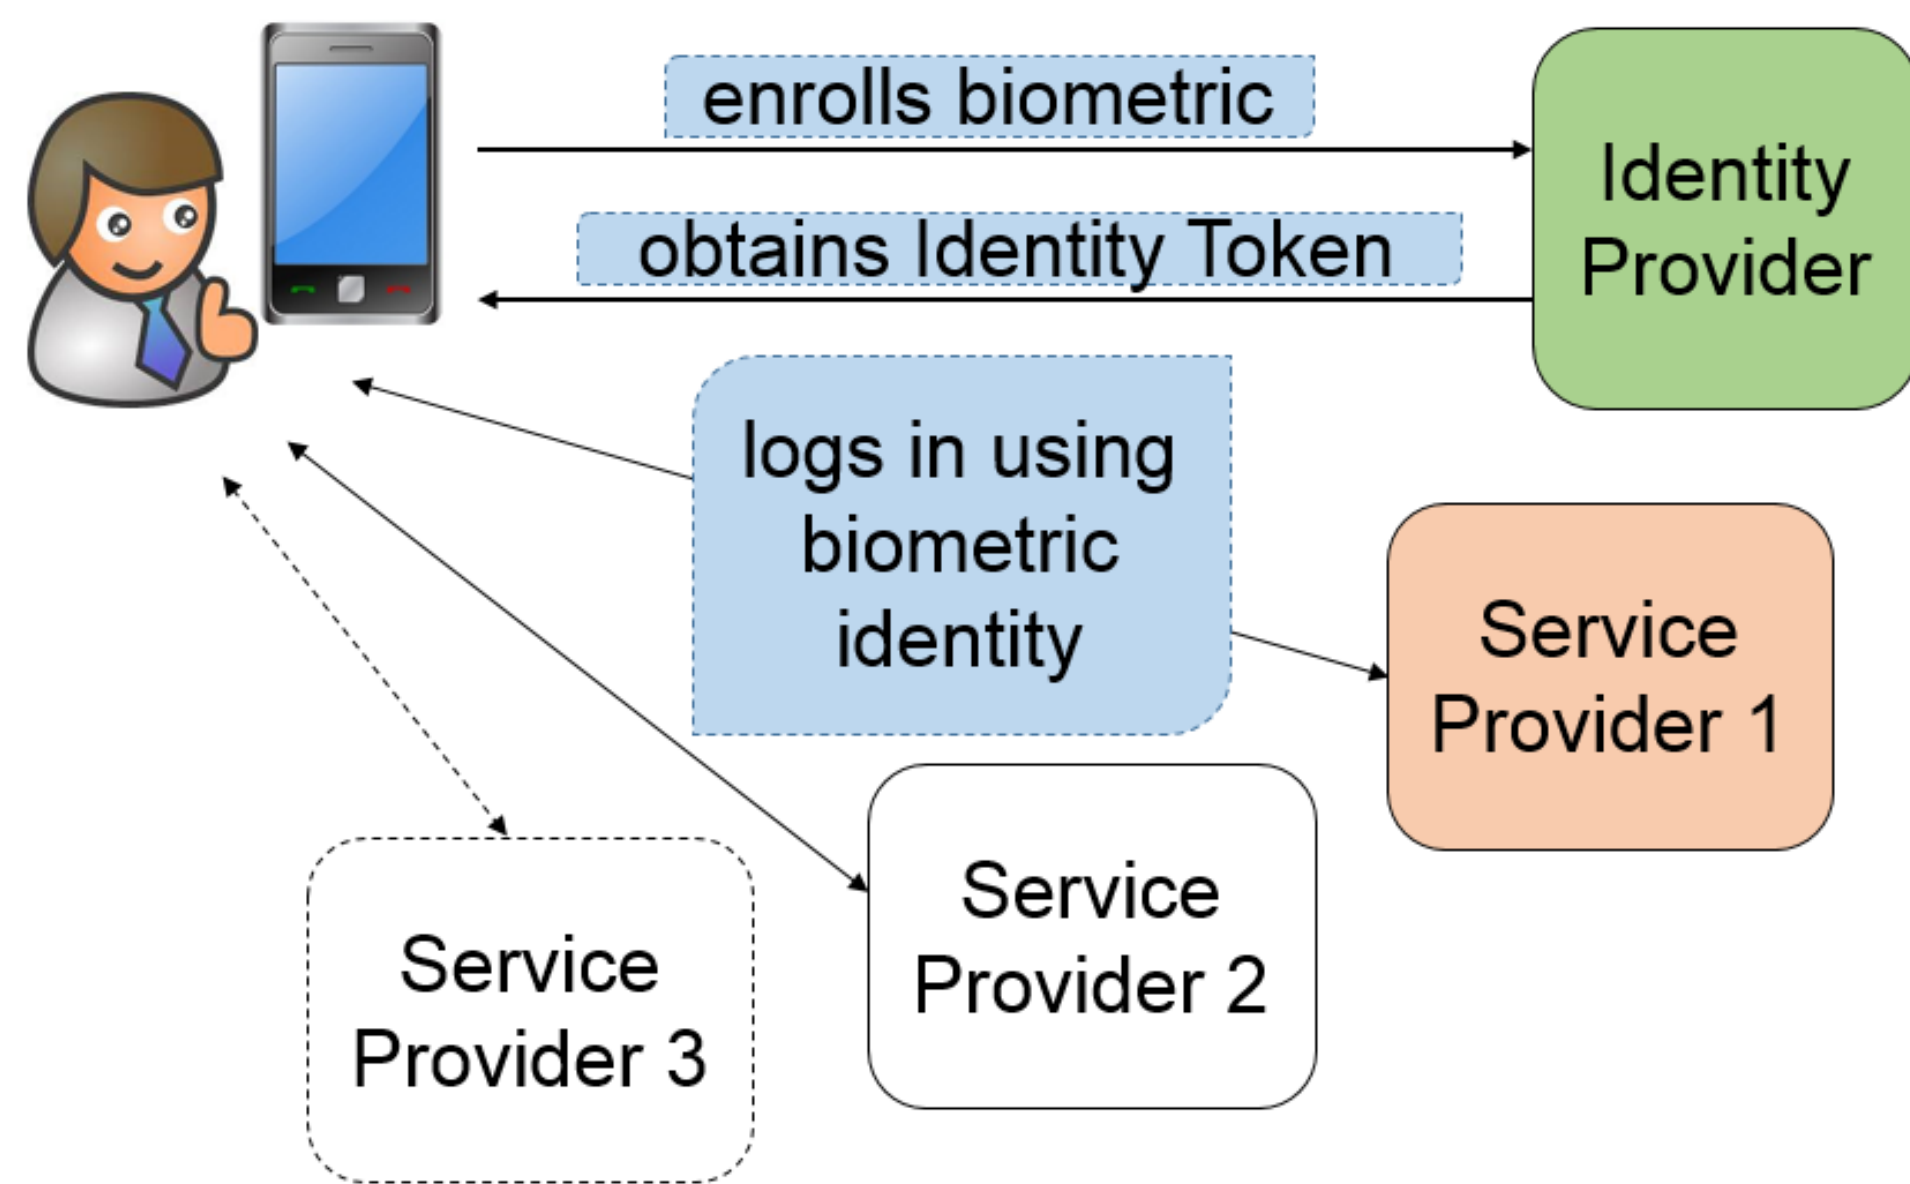 enrolls biometric
Identity
Provider
obtains Identity Token
logs in using
biometric
identity
Service
Provider 1
Service
Provider 2
Service
Provider 3